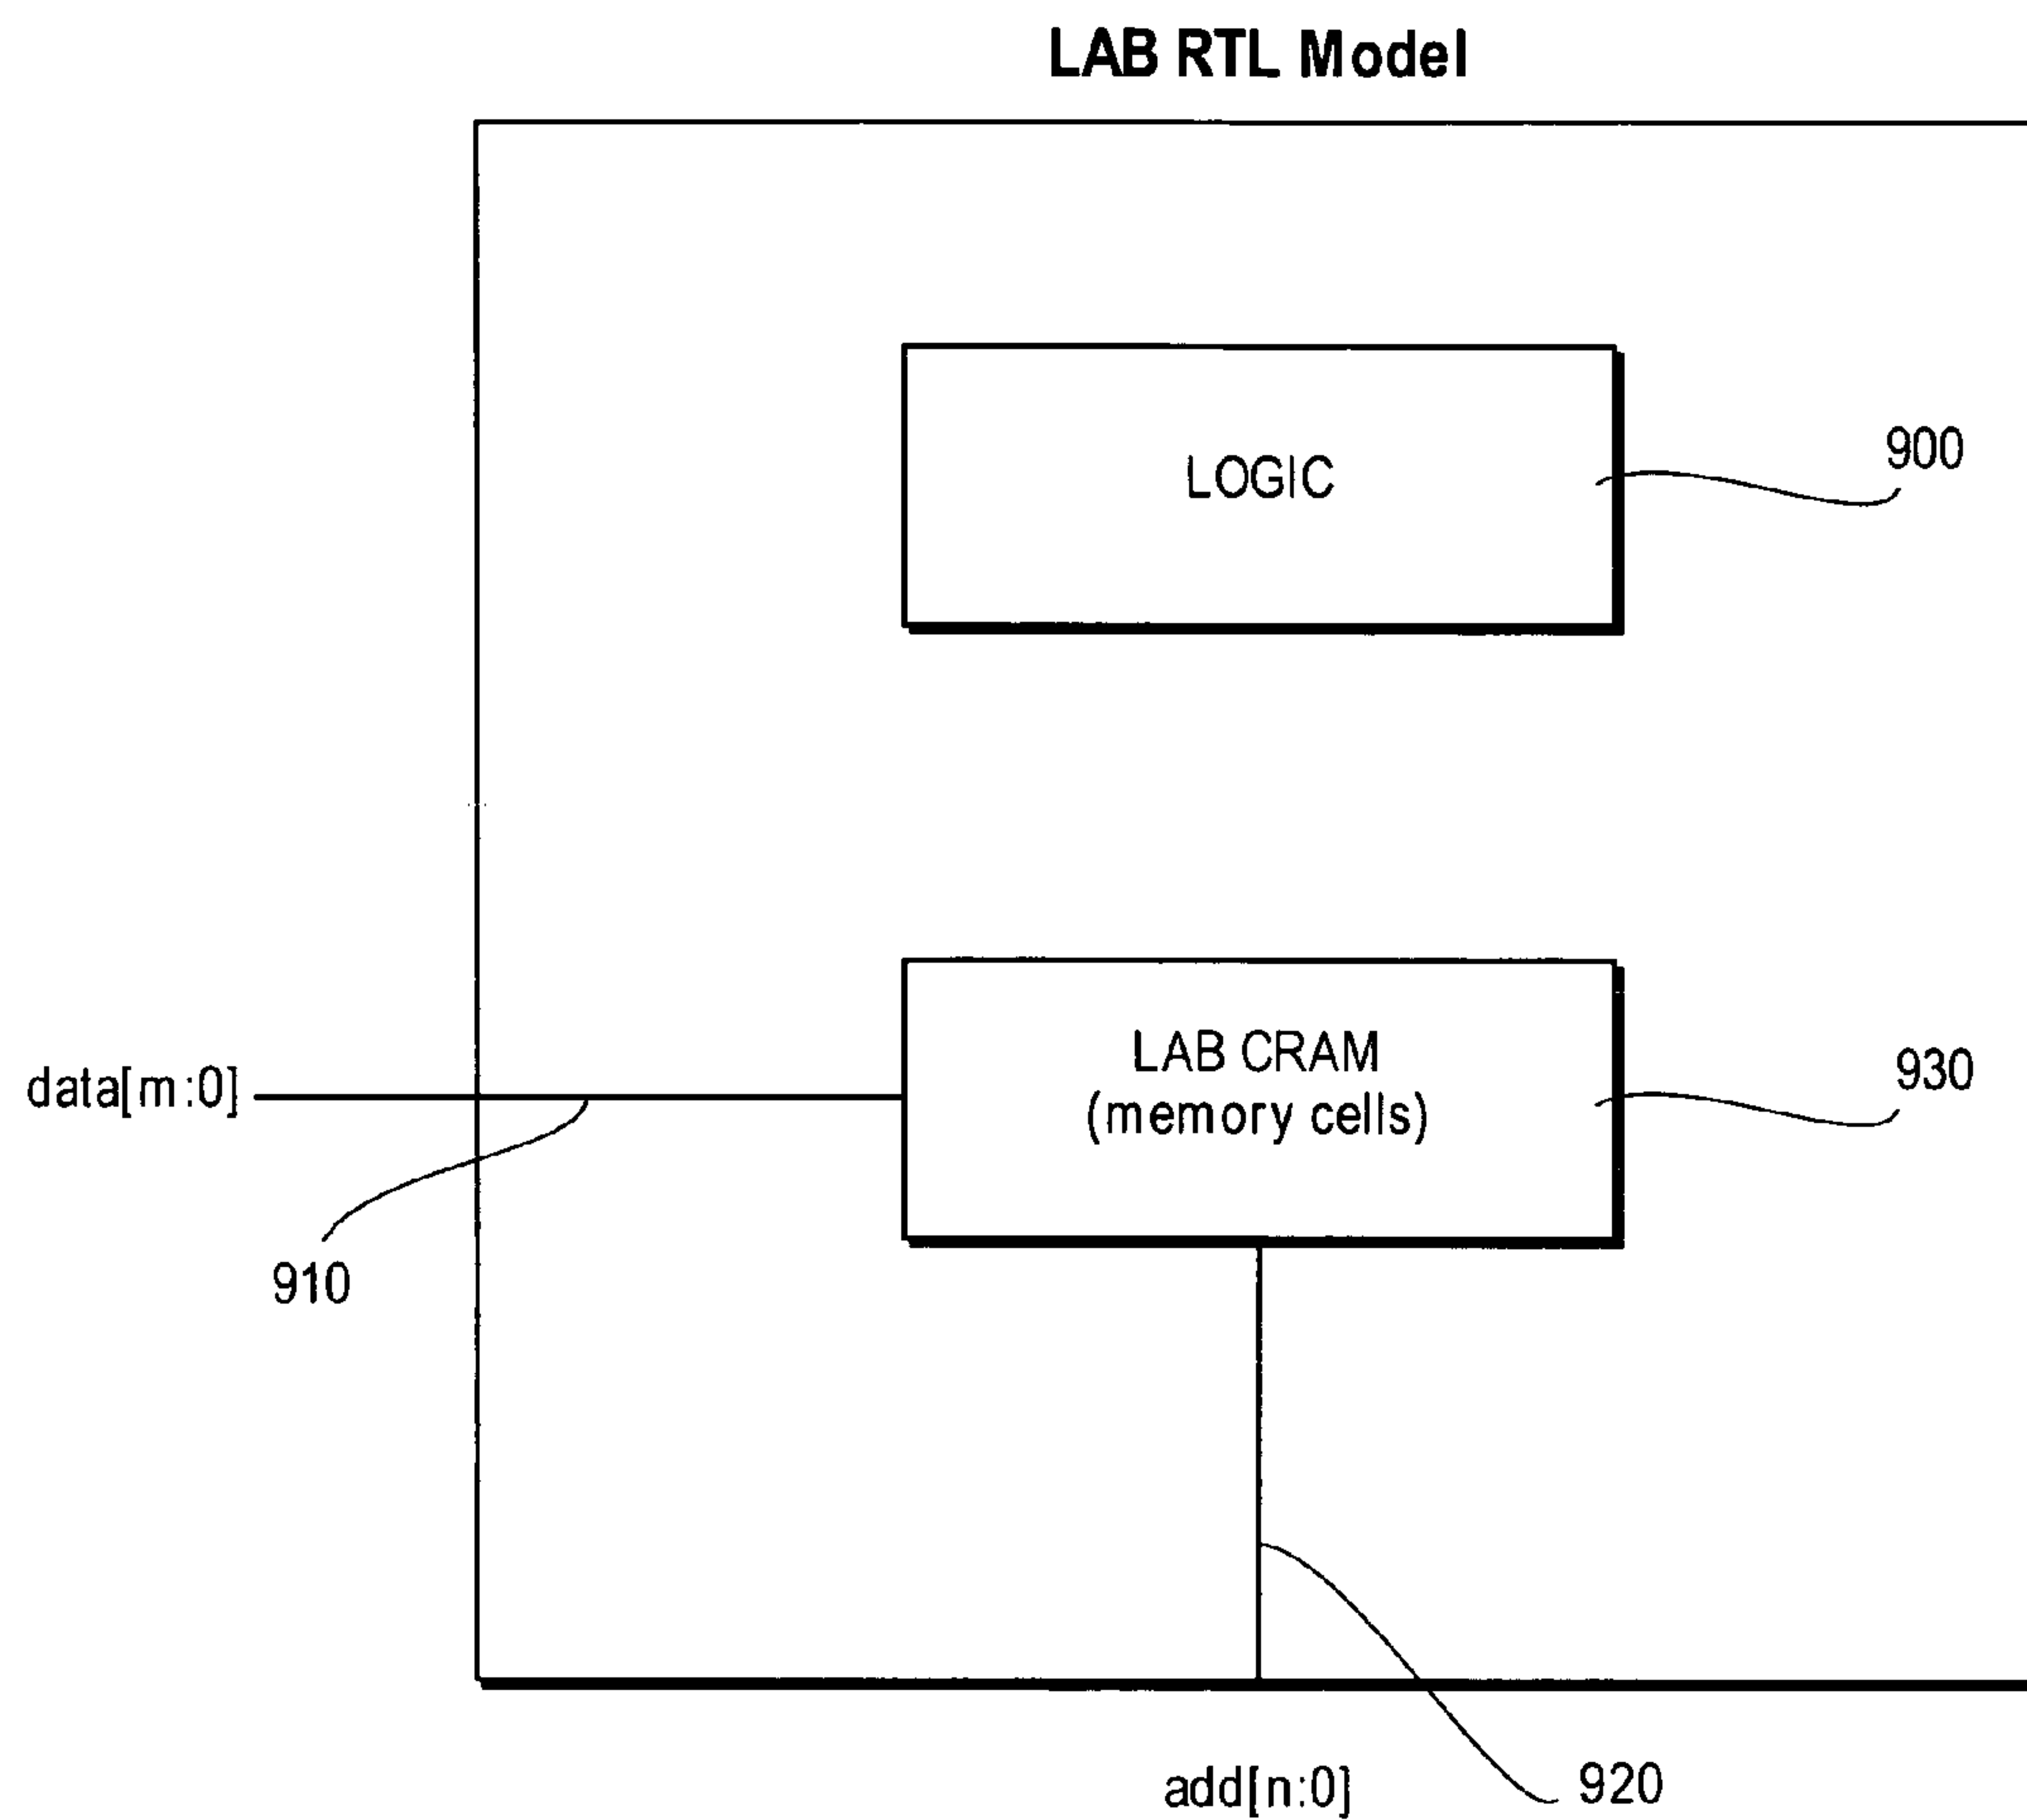 LAB RTL Model
LOGIC
900
LAB CRAM
(memory cells)
930
data[m:0]
910
add[n:0]
920